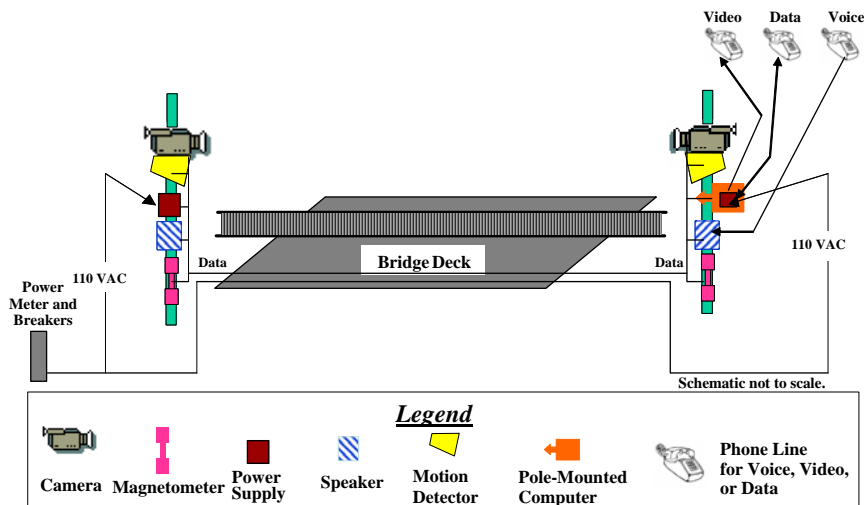 Video
Data
Voice
Data
Bridge Deck
Data
110 VAC
110 VAC
Power
Meter and
Breakers
Schematic not to scale.
Legend
Camera
Magnetometer
Power
Supply
Speaker
Motion
Detector
Pole-Mounted
Computer
Phone Line
for Voice, Video,
or Data